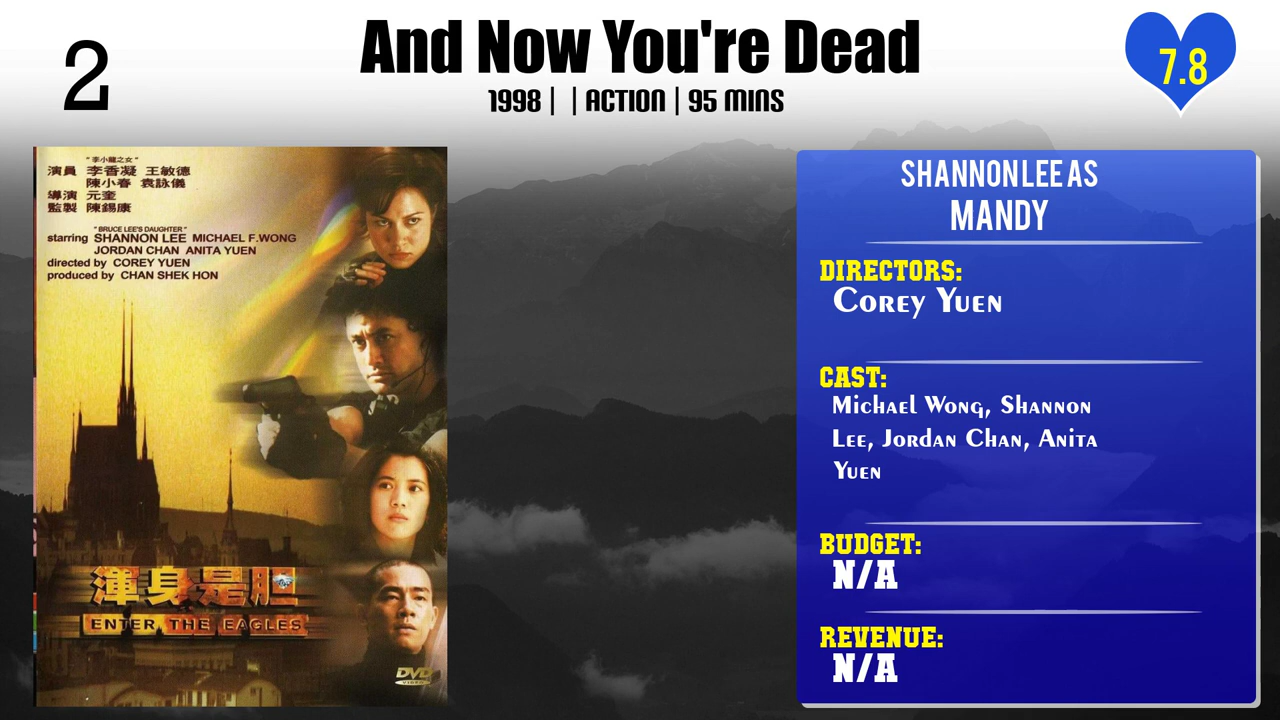 2
And Now You're Dead
1998 | | ACTION | 95 MINS
7.8
"李小龍之女"
演員 李香凝 王敏德
陳小春 袁詠儀
導演 元奎
監製 陳錫康
"BRUCE LEE'S DAUGHTER"
starring SHANNON LEE MICHAEL F.WONG
JORDAN CHAN ANITA YUEN
directed by COREY YUEN
produced by CHAN SHEK HON
渾身是胆
ENTER THE EAGLES
DVD
VIDEO
SHANNON LEE AS
MANDY
DIRECTORS:
Corey Yuen
CAST:
Michael Wong, Shannon
Lee, Jordan Chan, Anita
Yuen
BUDGET:
N/A
REVENUE:
N/A